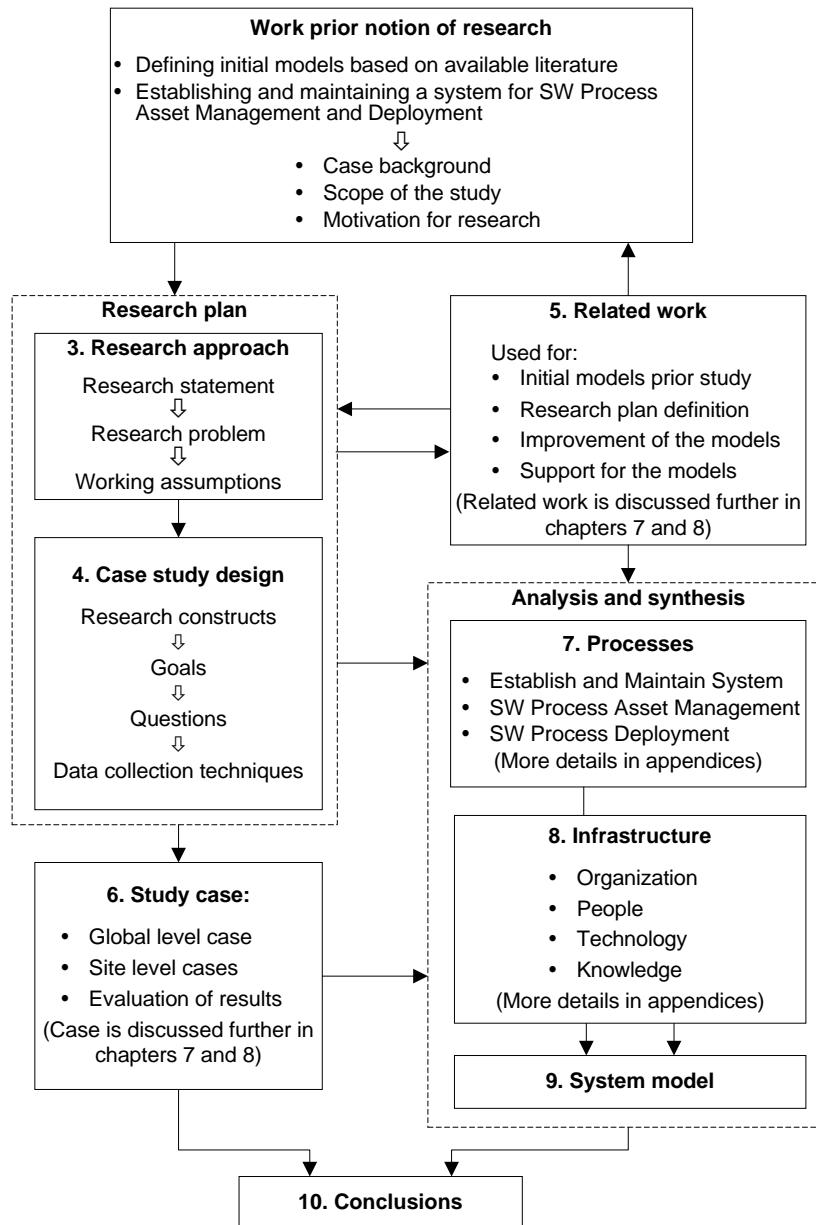 Work prior notion of research
• Defining initial models based on available literature
• Establishing and maintaining a system for SW Process
Asset Management and Deployment
⇩
• Case background
• Scope of the study
• Motivation for research
Research plan
3. Research approach
Research statement
⇩
Research problem
⇩
Working assumptions
4. Case study design
Research constructs
⇩
Goals
⇩
Questions
⇩
Data collection techniques
5. Related work
Used for:
• Initial models prior study
• Research plan definition
• Improvement of the models
• Support for the models
(Related work is discussed further in
chapters 7 and 8)
6. Study case:
• Global level case
• Site level cases
• Evaluation of results
(Case is discussed further in
chapters 7 and 8)
Analysis and synthesis
7. Processes
• Establish and Maintain System
• SW Process Asset Management
• SW Process Deployment
(More details in appendices)
8. Infrastructure
• Organization
• People
• Technology
• Knowledge
(More details in appendices)
9. System model
10. Conclusions